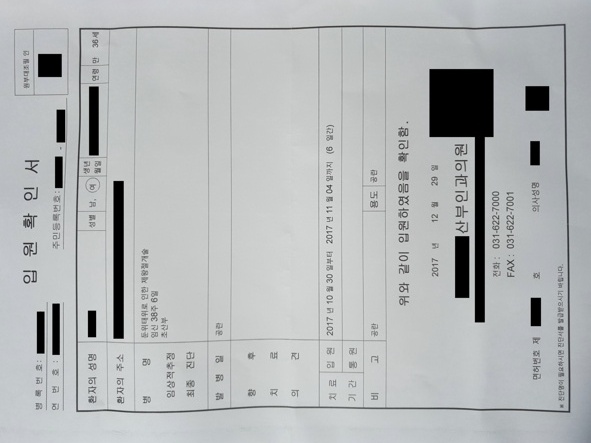 원부대조필 인
입 원 확 인 서
병 록 번 호 :
연 번 호 :
주민등록번호 : -
환자의 성명
성별 남, 여
생년월일
연령 만 36세
환자의 주소
병 명
임상적추정
최종 진단
둔위태위로 인한 제왕절개술
임신 38주 6일
초산부
발 병 일
공란
향 후 치 료 의 견
치 료 기 간
입 원
2017 년 10 월 30 일부터 2017 년 11 월 04 일까지 (6 일간)
통 원
비 고
공란
용도
공란
위와 같이 입원하였음을 확인함.
2017 년 12 월 29 일
산부인과의원
전화 : 031-622-7000
FAX : 031-622-7001
면허번호 제 호 의사성명
※ 진단명이 필요하시면 진단서를 발급받으시기 바랍니다.